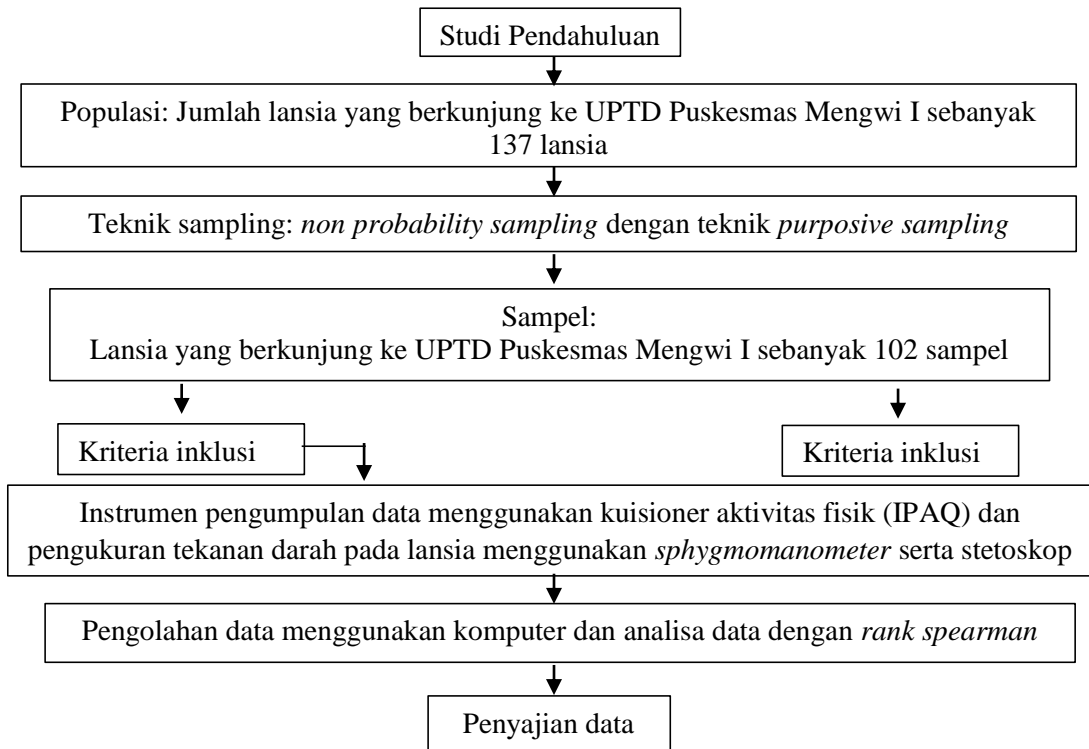 Studi Pendahuluan
Populasi: Jumlah lansia yang berkunjung ke UPTD Puskesmas Mengwi I sebanyak
137 lansia
Teknik sampling: non probability sampling dengan teknik purposive sampling
Sampel:
Lansia yang berkunjung ke UPTD Puskesmas Mengwi I sebanyak 102 sampel
Kriteria inklusi
Kriteria inklusi
Instrumen pengumpulan data menggunakan kuisioner aktivitas fisik (IPAQ) dan
pengukuran tekanan darah pada lansia menggunakan sphygmomanometer serta stetoskop
Pengolahan data menggunakan komputer dan analisa data dengan rank spearman
Penyajian data